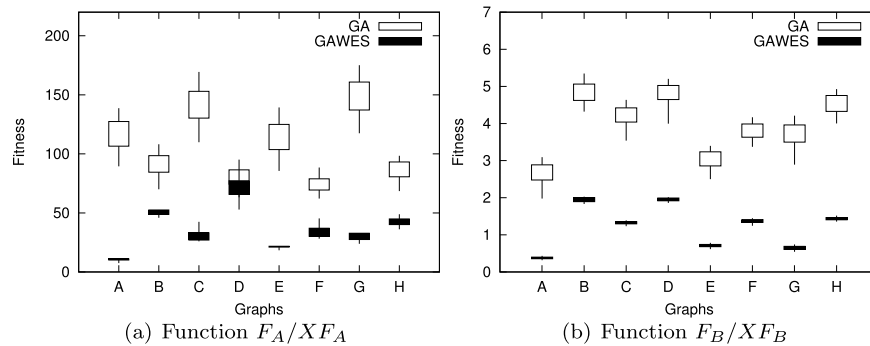 220
200
150
100
50
0
Fitness
GA
GAWES
A B C D E F G H
Graphs
(a) Function F_A/XF_A
7
6
5
4
3
2
1
0
Fitness
GA
GAWES
A B C D E F G H
Graphs
(b) Function F_B/XF_B